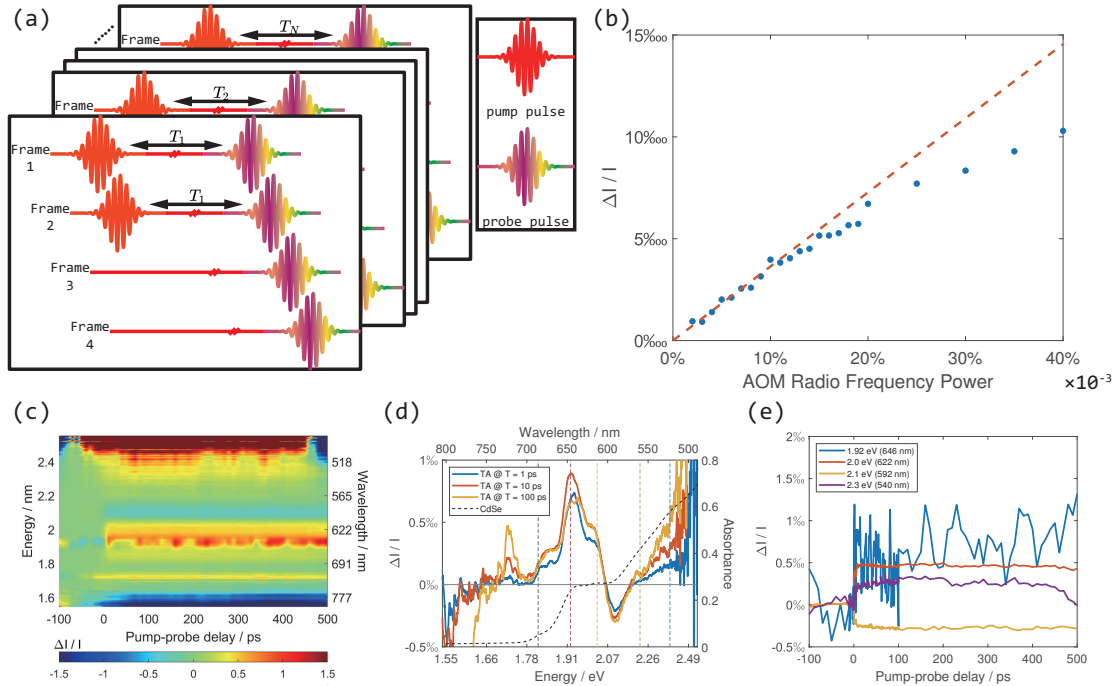 (a)
Frame
T_N
Frame
T_2
Frame
1
T_1
Frame
2
T_1
Frame
3
Frame
4
pump pulse
probe pulse
(b)
15‱
10‱
5‱
0‱
ΔI / I
0%
10%
20%
30%
40%
×10⁻³
AOM Radio Frequency Power
(c)
2.4
2.2
2
1.8
1.6
Energy / nm
518
565
622
691
777
Wavelength / nm
-100
0
100
200
300
400
500
Pump-probe delay / ps
ΔI / I
-1.5
-1
-0.5
0
0.5
1
1.5
(d)
Wavelength / nm
800
750
700
650
600
550
500
1‰
0.5‰
0‰
-0.5‰
ΔI / I
TA @ T = 1 ps
TA @ T = 10 ps
TA @ T = 100 ps
CdSe
0.8
0.6
0.4
0.2
0
Absorbance
1.55
1.66
1.78
1.91
2.07
2.26
2.49
Energy / eV
(e)
2‰
1.5‰
1‰
0.5‰
0‰
-0.5‰
ΔI / I
1.92 eV (646 nm)
2.0 eV (622 nm)
2.1 eV (592 nm)
2.3 eV (540 nm)
-100
0
100
200
300
400
500
Pump-probe delay / ps